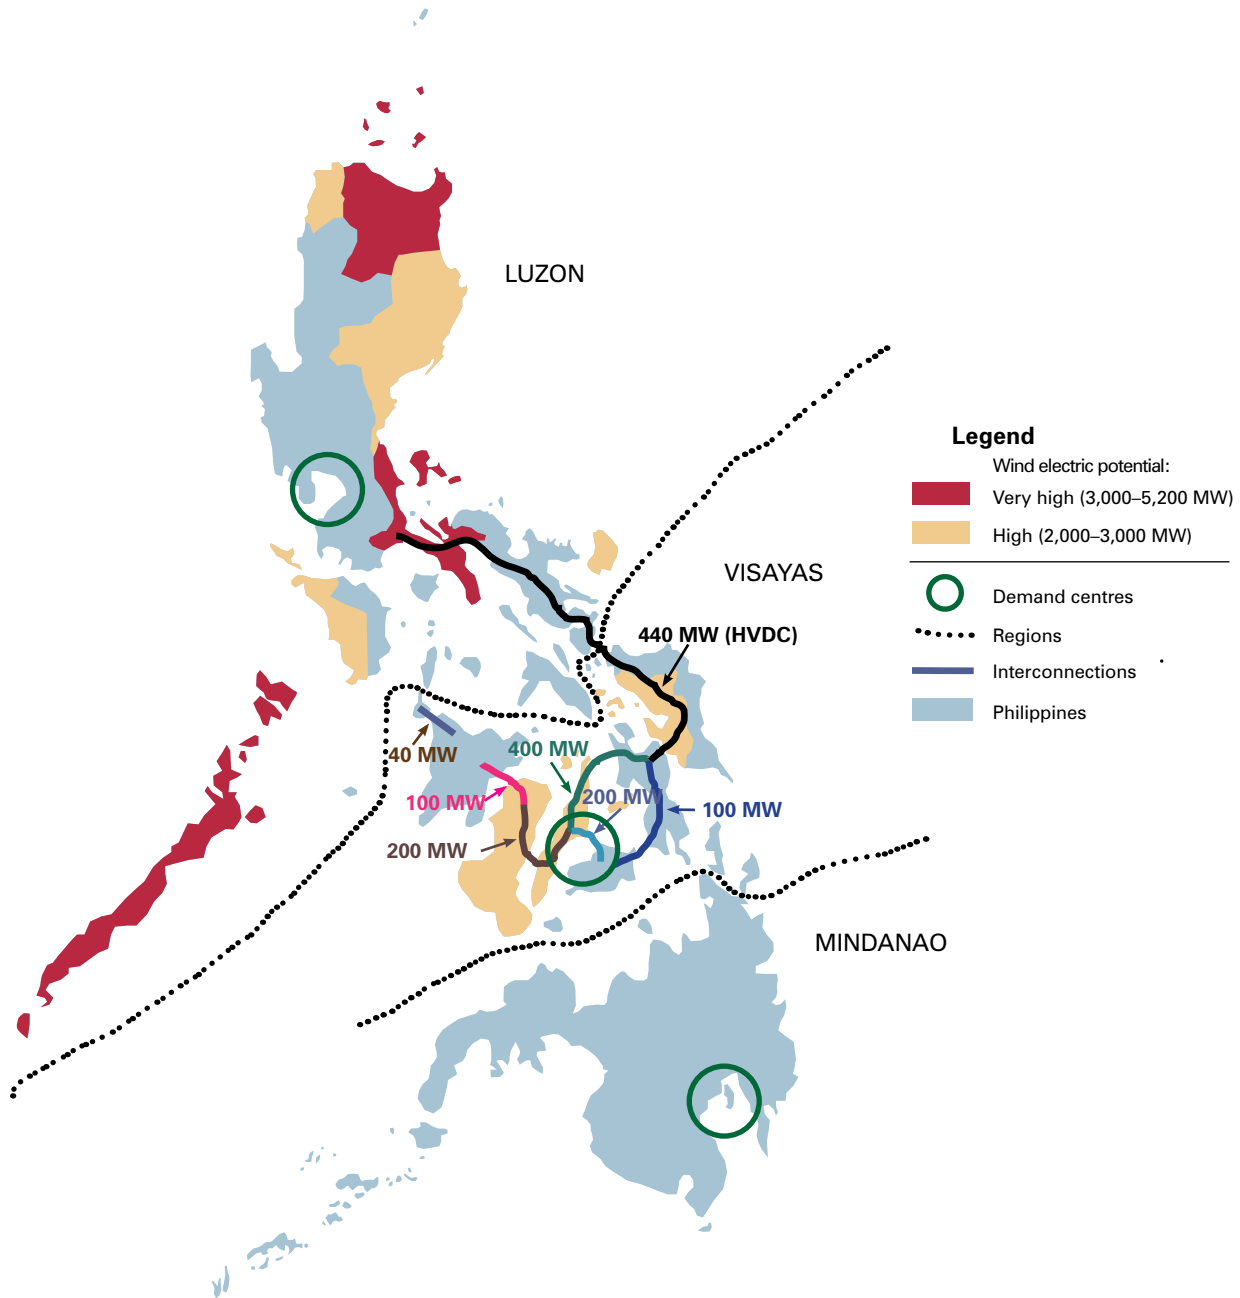 LUZON
Legend
Wind electric potential:
Very high (3,000–5,200 MW)
High (2,000–3,000 MW)
VISAYAS
Demand centres
440 MW (HVDC)
Regions
Interconnections
Philippines
40 MW
400 MW
100 MW
200 MW
100 MW
200 MW
MINDANAO